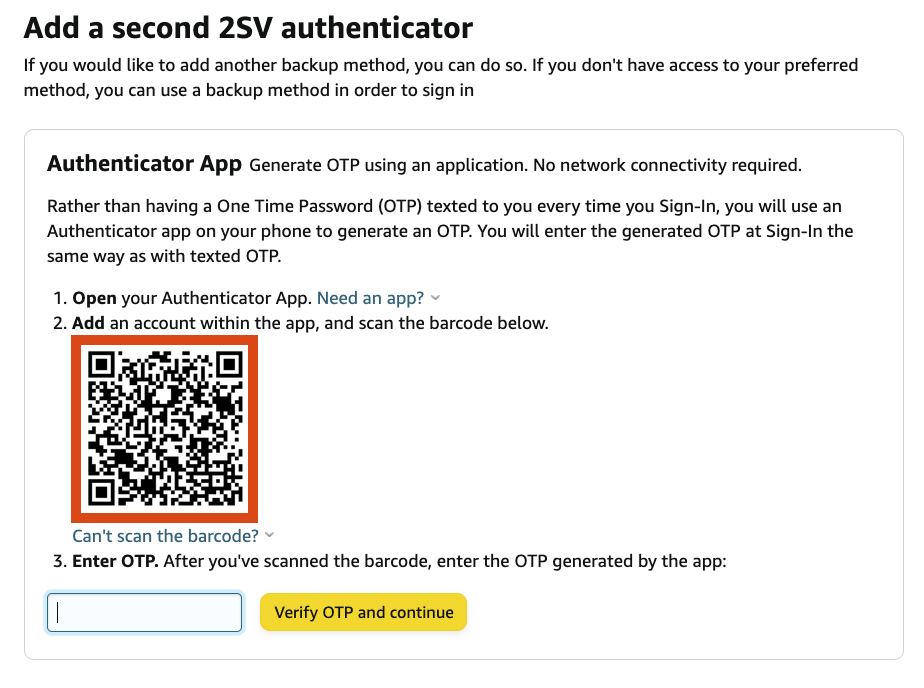 Add a second 2SV authenticator
If you would like to add another backup method, you can do so. If you don't have access to your preferred
method, you can use a backup method in order to sign in
Authenticator App Generate OTP using an application. No network connectivity required.
Rather than having a One Time Password (OTP) texted to you every time you Sign-In, you will use an
Authenticator app on your phone to generate an OTP. You will enter the generated OTP at Sign-In the
same way as with texted OTP.
1. Open your Authenticator App. Need an app?
2. Add an account within the app, and scan the barcode below.
Can't scan the barcode?
3. Enter OTP. After you've scanned the barcode, enter the OTP generated by the app:
Verify OTP and continue